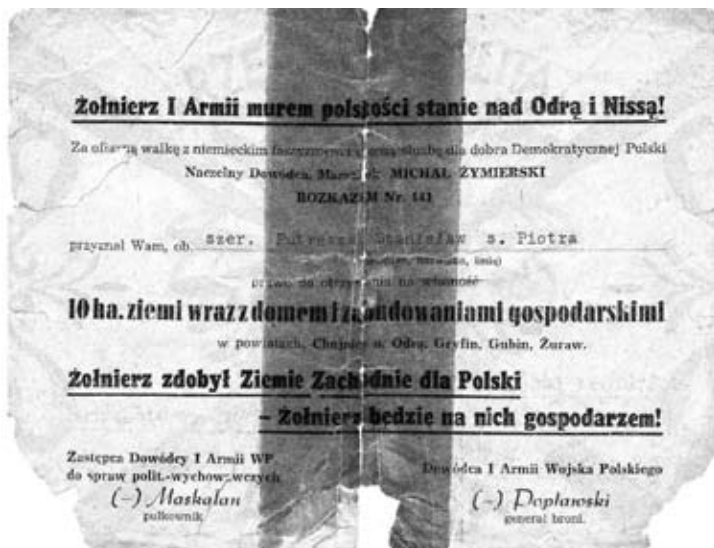 Żołnierz I Armii murem polskości stanie nad Odrą i Nissą!
Za ofiarną walkę z niemieckim faszyzmem i służbę dla dobra Demokratycznej Polski
Naczelny Dowódca, Marszałek MICHAŁ ŻYMIERSKI
ROZKAZEM Nr. 141
przyznał Wam, ob. szer. Stanisław s. Piotra
prawo do otrzymania na własność
10 ha. ziemi wraz z domem i zabudowaniami gospodarskimi
w powiatach, Chojnice n. Odrą, Gryfin, Gubin, Żuraw.
Żołnierz zdobył Ziemie Zachodnie dla Polski
– Żołnierz będzie na nich gospodarzem!
Zastępca Dowódcy I Armii WP
do spraw polit.-wychowawczych
(–) Maskalan
pułkownik
Dowódca I Armii Wojska Polskiego
(–) Popławski
generał broni.